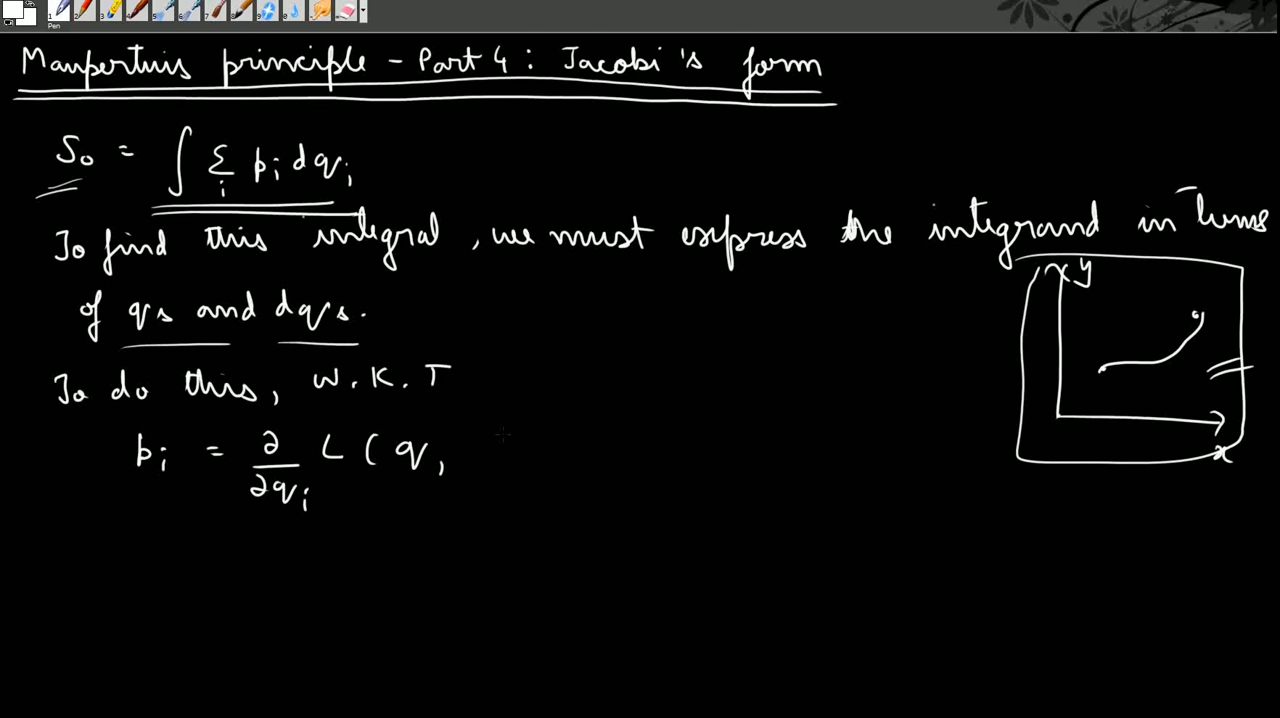 Maupertuis principle - Part 4 : Jacobi's form
S₀ = ∫ Σᵢ pᵢ dqᵢ
To find this integral, we must express the integrand in terms
of qs and dqs.
y
x
To do this, W.K.T
pᵢ = ∂/∂qᵢ L ( q,